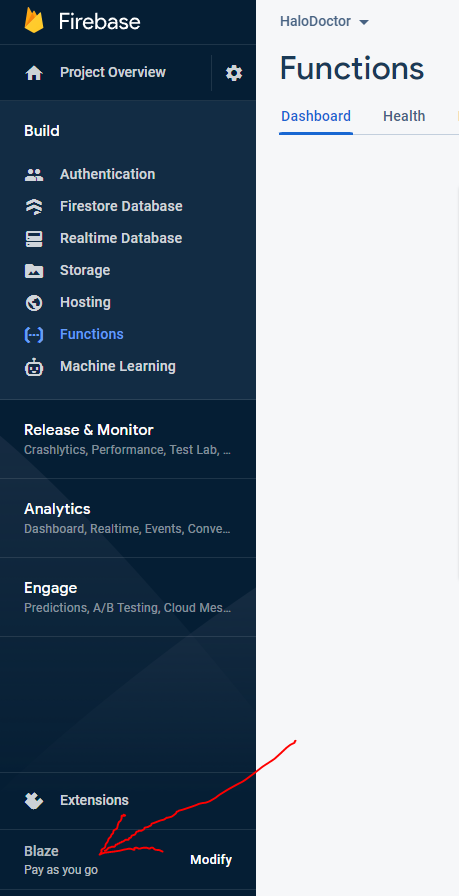 Firebase
HaloDoctor
Project Overview
Functions
Dashboard
Health
Build
Authentication
Firestore Database
Realtime Database
Storage
Hosting
Functions
Machine Learning
Release & Monitor
Crashlytics, Performance, Test Lab, ...
Analytics
Dashboard, Realtime, Events, Conve...
Engage
Predictions, A/B Testing, Cloud Mes...
Extensions
Blaze
Pay as you go
Modify